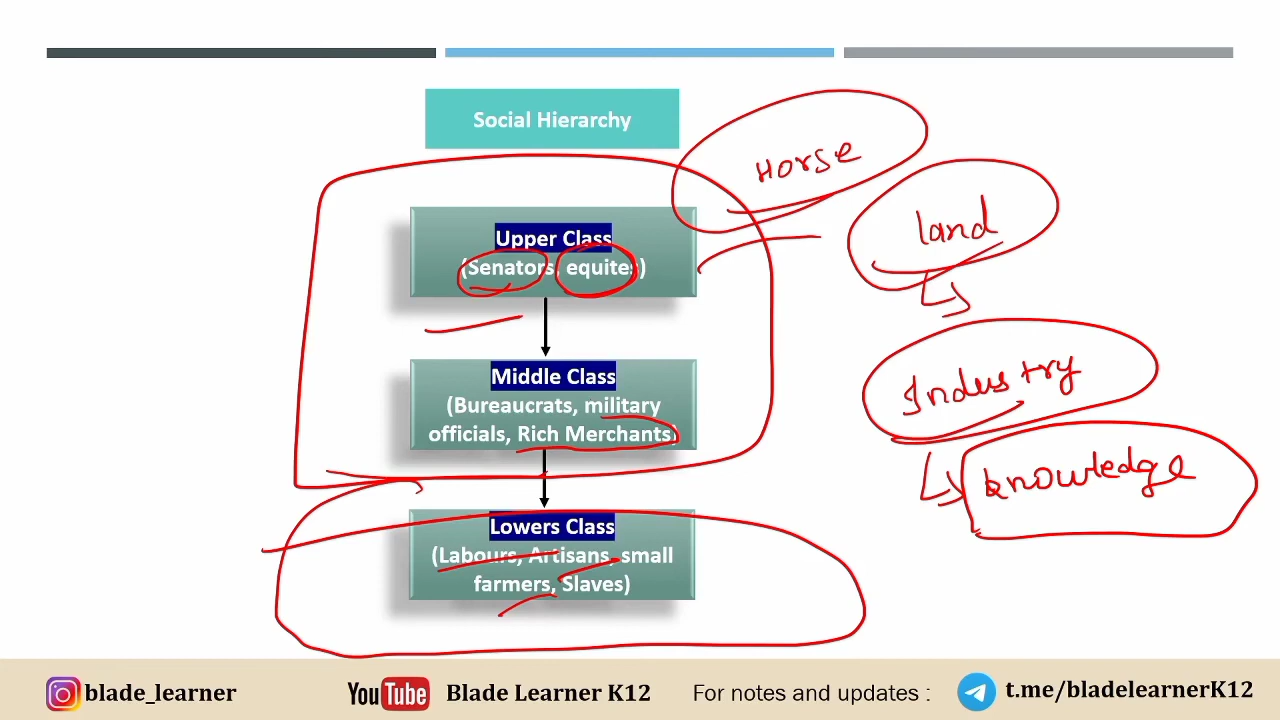 Social Hierarchy
Horse
land
Upper Class
(Senators, equites)
Industry
Middle Class
(Bureaucrats, military
officials, Rich Merchants)
knowledge
Lowers Class
(Labours, Artisans, small
farmers, Slaves)
blade_learner
YouTube Blade Learner K12
For notes and updates :
t.me/bladelearnerK12